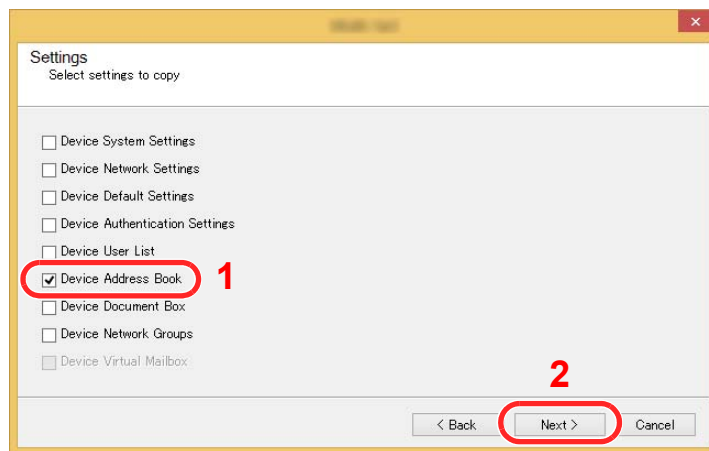 Settings
Select settings to copy
Device System Settings
Device Network Settings
Device Default Settings
Device Authentication Settings
Device User List
Device Address Book 1
Device Document Box
Device Network Groups
Device Virtual Mailbox
2
< Back Next > Cancel